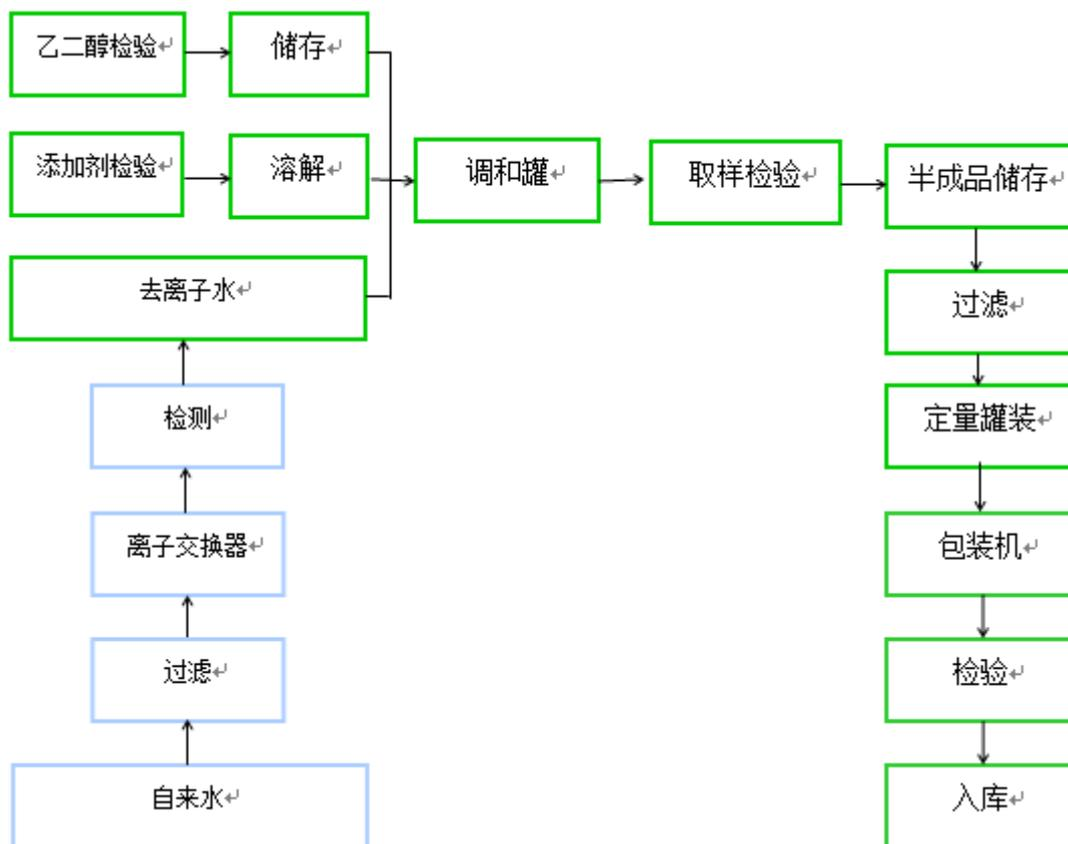 乙二醇检验
储存
添加剂检验
溶解
调和罐
取样检验
半成品储存
去离子水
过滤
检测
定量罐装
离子交换器
包装机
过滤
检验
自来水
入库